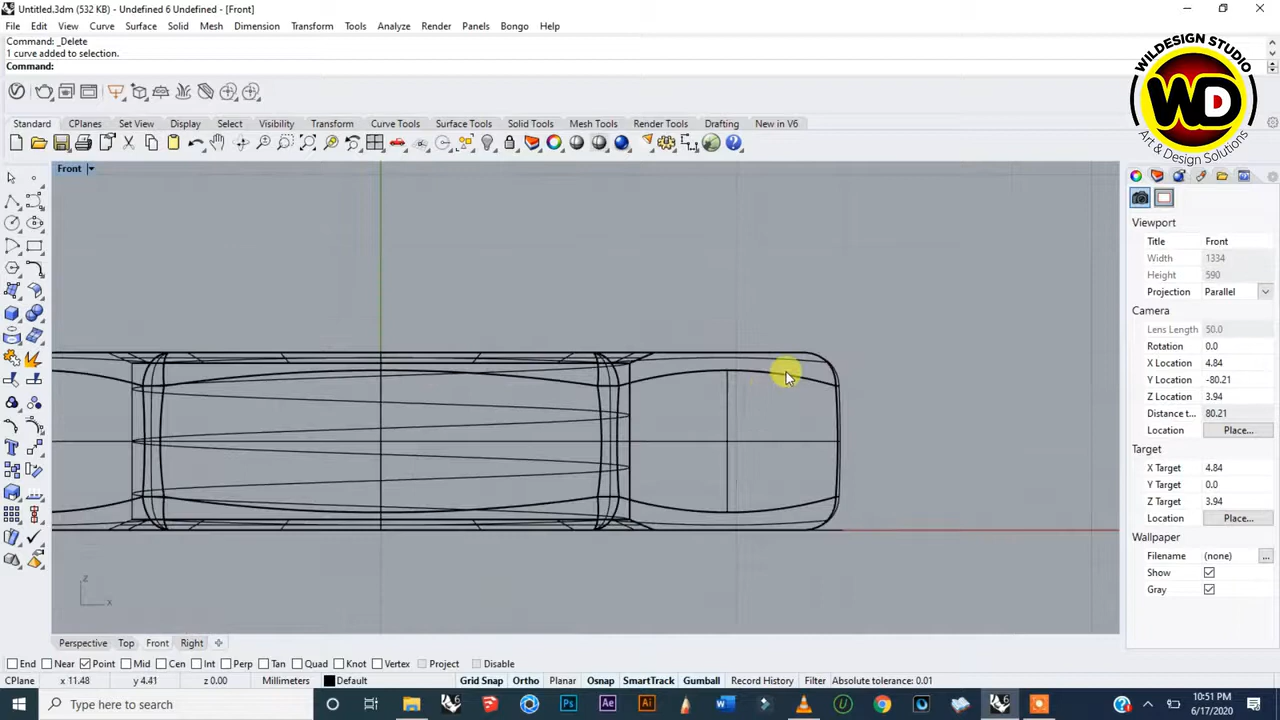 Untitled.3dm (532 KB) - Undefined 6 Undefined - [Front]
File Edit View Curve Surface Solid Mesh Dimension Transform Tools Analyze Render Panels Bongo Help
Command: _Delete
1 curve added to selection.
Command:
WILDESIGN STUDIO
WD
Art & Design Solutions
Standard CPlanes Set View Display Select Visibility Transform Curve Tools Surface Tools Solid Tools Mesh Tools Render Tools Drafting New in V6
Front
Viewport
Title Front
Width 1334
Height 590
Projection Parallel
Camera
Lens Length 50.0
Rotation 0.0
X Location 4.84
Y Location -80.21
Z Location 3.94
Distance t... 80.21
Location Place...
Target
X Target 4.84
Y Target 0.0
Z Target 3.94
Location Place...
Wallpaper
Filename (none) ...
Show
Gray
z
x
Perspective Top Front Right
End Near Point Mid Cen Int Perp Tan Quad Knot Vertex Project Disable
CPlane x 11.48 y 4.41 z 0.00 Millimeters Default Grid Snap Ortho Planar Osnap SmartTrack Gumball Record History Filter Absolute tolerance: 0.01
Type here to search
10:51 PM
6/17/2020